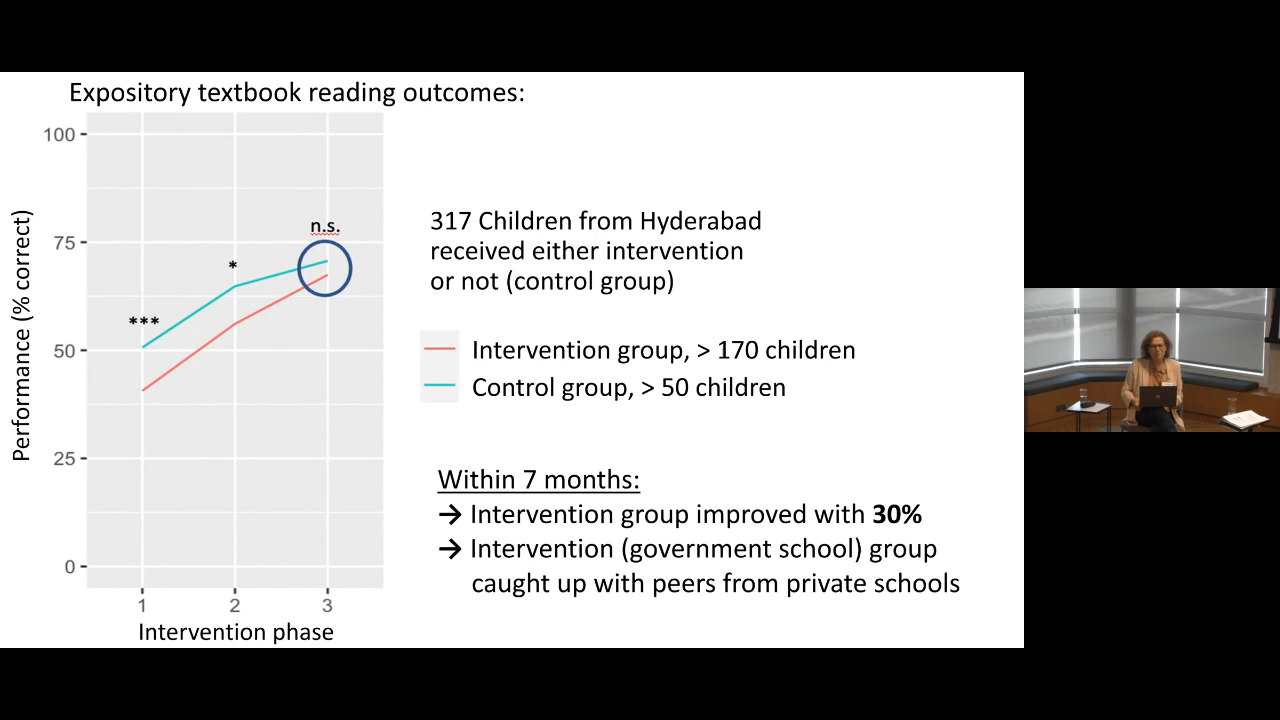 Expository textbook reading outcomes:
100
75
50
25
0
Performance (% correct)
***
*
n.s.
1 2 3
Intervention phase
317 Children from Hyderabad
received either intervention
or not (control group)
Intervention group, > 170 children
Control group, > 50 children
Within 7 months:
→ Intervention group improved with 30%
→ Intervention (government school) group
caught up with peers from private schools